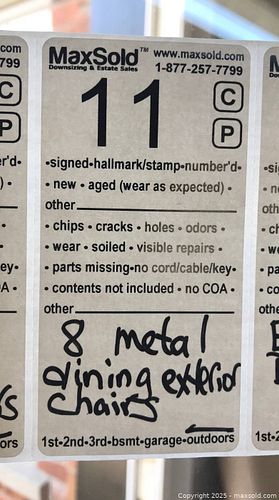 MaxSold™ www.maxsold.com
Downsizing & Estate Sales 1-877-257-7799
11 C
P
•signed•hallmark/stamp•number'd•
• new • aged (wear as expected) •
other
• chips • cracks • holes • odors •
• wear • soiled • visible repairs •
• parts missing•no cord/cable/key•
• contents not included • no COA •
other
8 metal
dining exterior
chairs
1st-2nd-3rd-bsmt-garage-outdoors
Copyright 2025 - maxsold.com